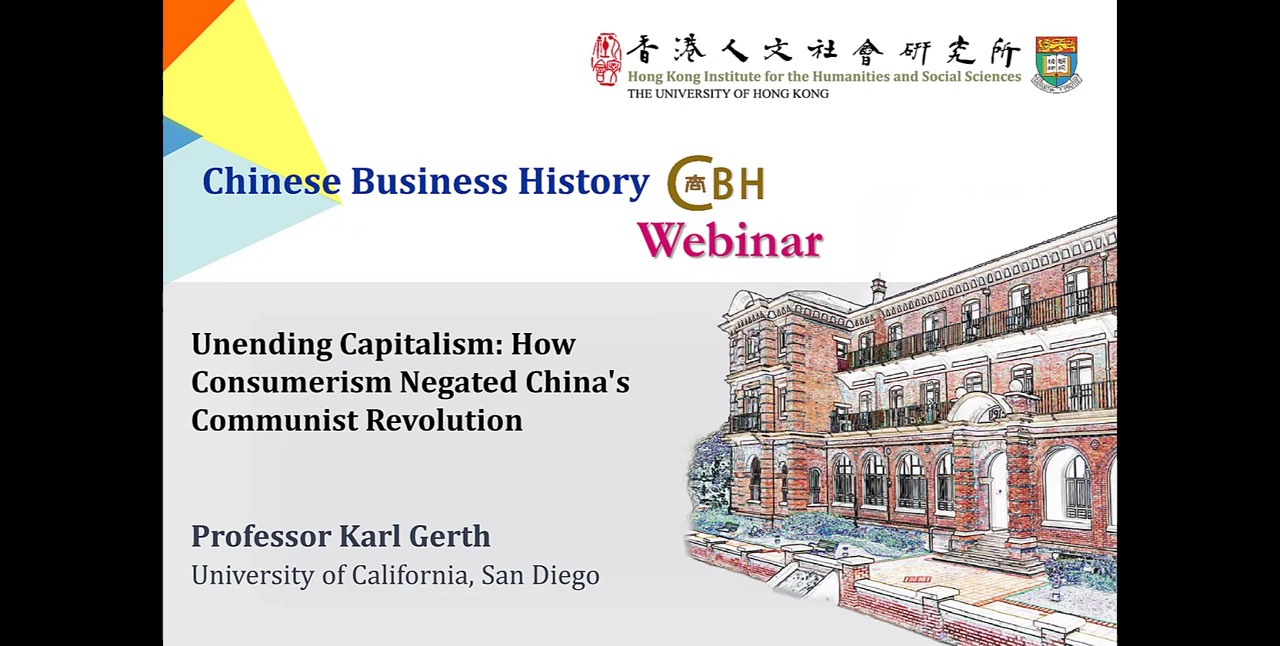 香港人文社會研究所
Hong Kong Institute for the Humanities and Social Sciences
THE UNIVERSITY OF HONG KONG
Chinese Business History
商BH
Webinar
Unending Capitalism: How
Consumerism Negated China's
Communist Revolution
Professor Karl Gerth
University of California, San Diego